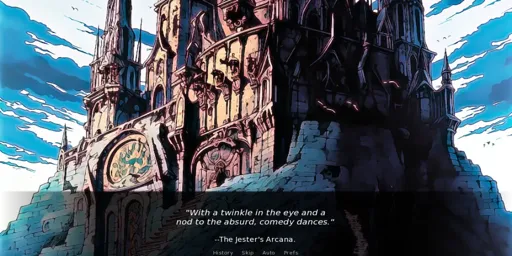 "With a twinkle in the eye and a
nod to the absurd, comedy dances."
--The Jester's Arcana.
History Skip Auto Prefs